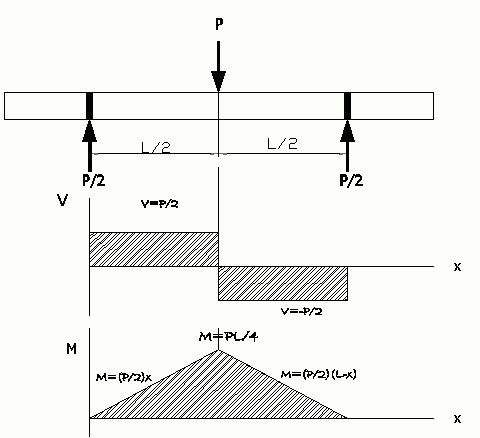 P
L/2 L/2
P/2 P/2
V
V=P/2
x
V=-P/2
M=PL/4
M
M=(P/2)x M=(P/2)(L-x)
x